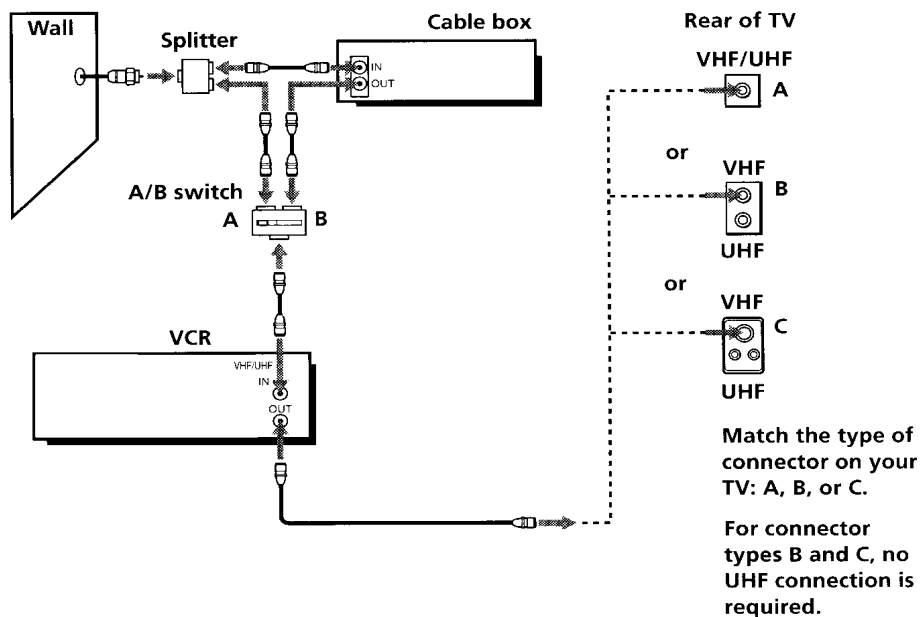 Wall
Splitter
Cable box
IN
OUT
A/B switch
A
B
VCR
VHF/UHF
IN
OUT
Rear of TV
VHF/UHF
A
or
VHF
B
UHF
or
VHF
C
UHF
Match the type of
connector on your
TV: A, B, or C.
For connector
types B and C, no
UHF connection is
required.